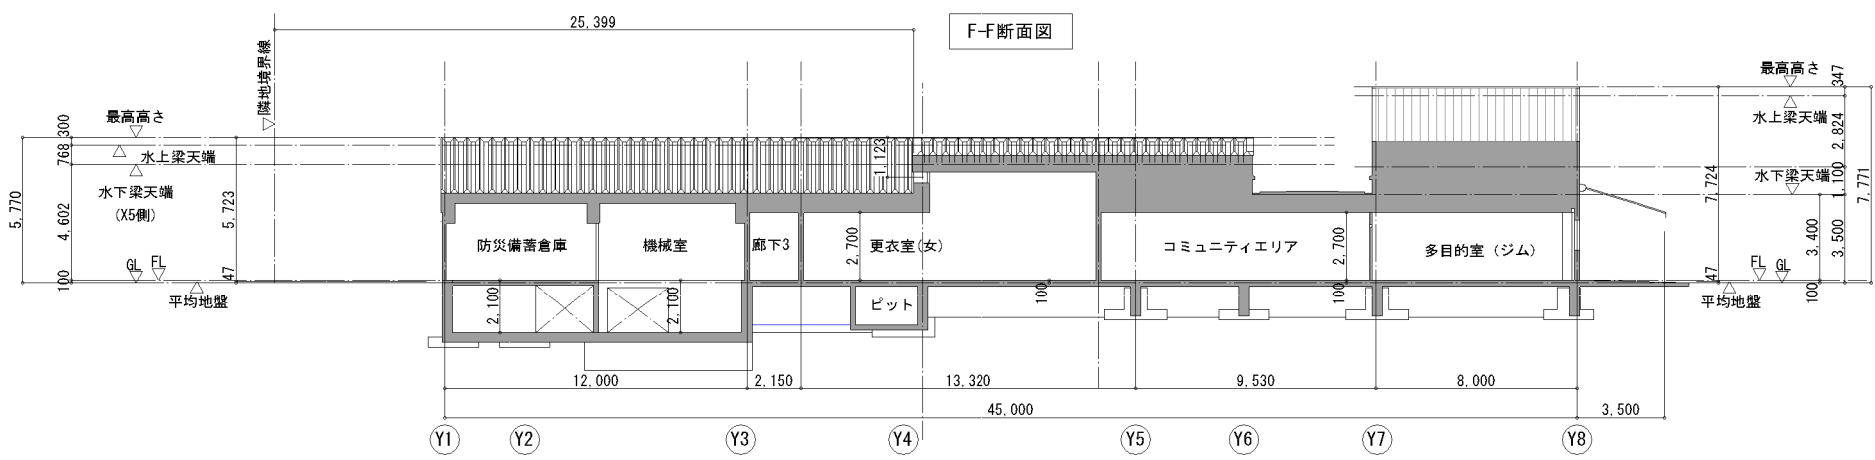 F-F断面図
25,399
隣地境界線
最高高さ
水上梁天端
水下梁天端
(X5側)
300
768
4,602
100
5,770
5,723
47
GL
FL
平均地盤
1,123
防災備蓄倉庫
機械室
廊下3
2,700
更衣室(女)
コミュニティエリア
2,700
多目的室(ジム)
2,100
2,100
ピット
100
100
最高高さ
水上梁天端
水下梁天端
347
2,824
1,100
3,500
3,400
100
7,724
7,771
47
FL
GL
平均地盤
12,000
2,150
13,320
9,530
8,000
45,000
3,500
Y1
Y2
Y3
Y4
Y5
Y6
Y7
Y8